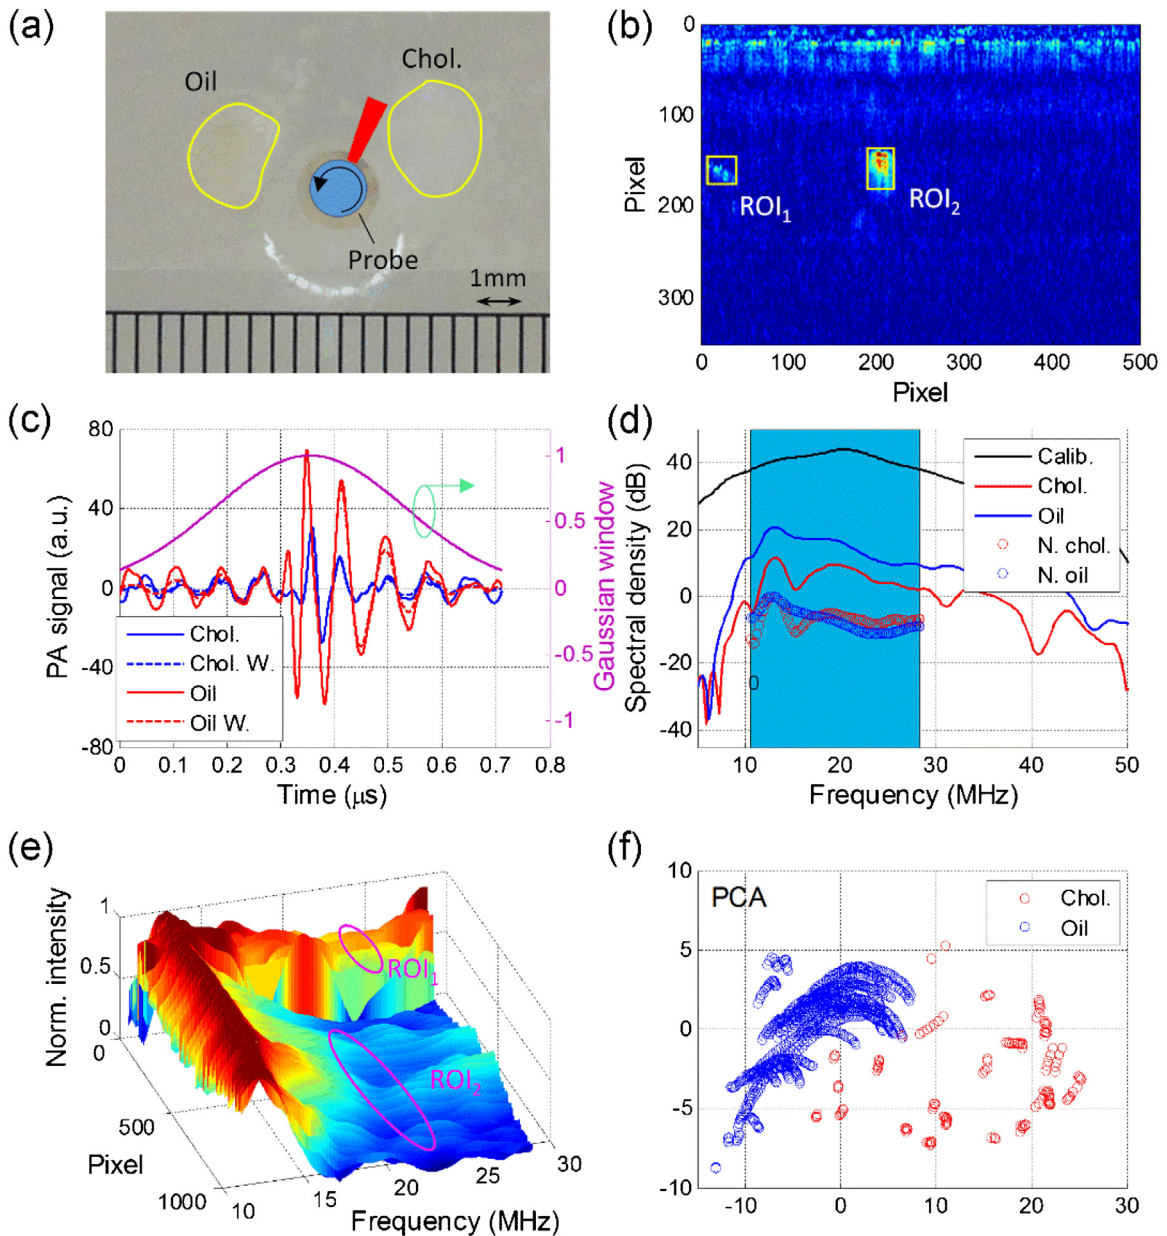 (a)
Oil
Chol.
Probe
1mm
(b)
0
100
200
300
Pixel
ROI1
ROI2
0 100 200 300 400 500
Pixel
(c)
80
40
0
-40
-80
PA signal (a.u.)
1
0.5
0
-0.5
-1
Gaussian window
Chol.
Chol. W.
Oil
Oil W.
0 0.1 0.2 0.3 0.4 0.5 0.6 0.7 0.8
Time (μs)
(d)
40
20
0
-20
-40
Spectral density (dB)
Calib.
Chol.
Oil
N. chol.
N. oil
0
10 20 30 40 50
Frequency (MHz)
(e)
Norm. intensity
1
0.5
0
0
500
1000
Pixel
ROI1
ROI2
10 15 20 25 30
Frequency (MHz)
(f)
10
5
0
-5
-10
PCA
Chol.
Oil
-10 0 10 20 30